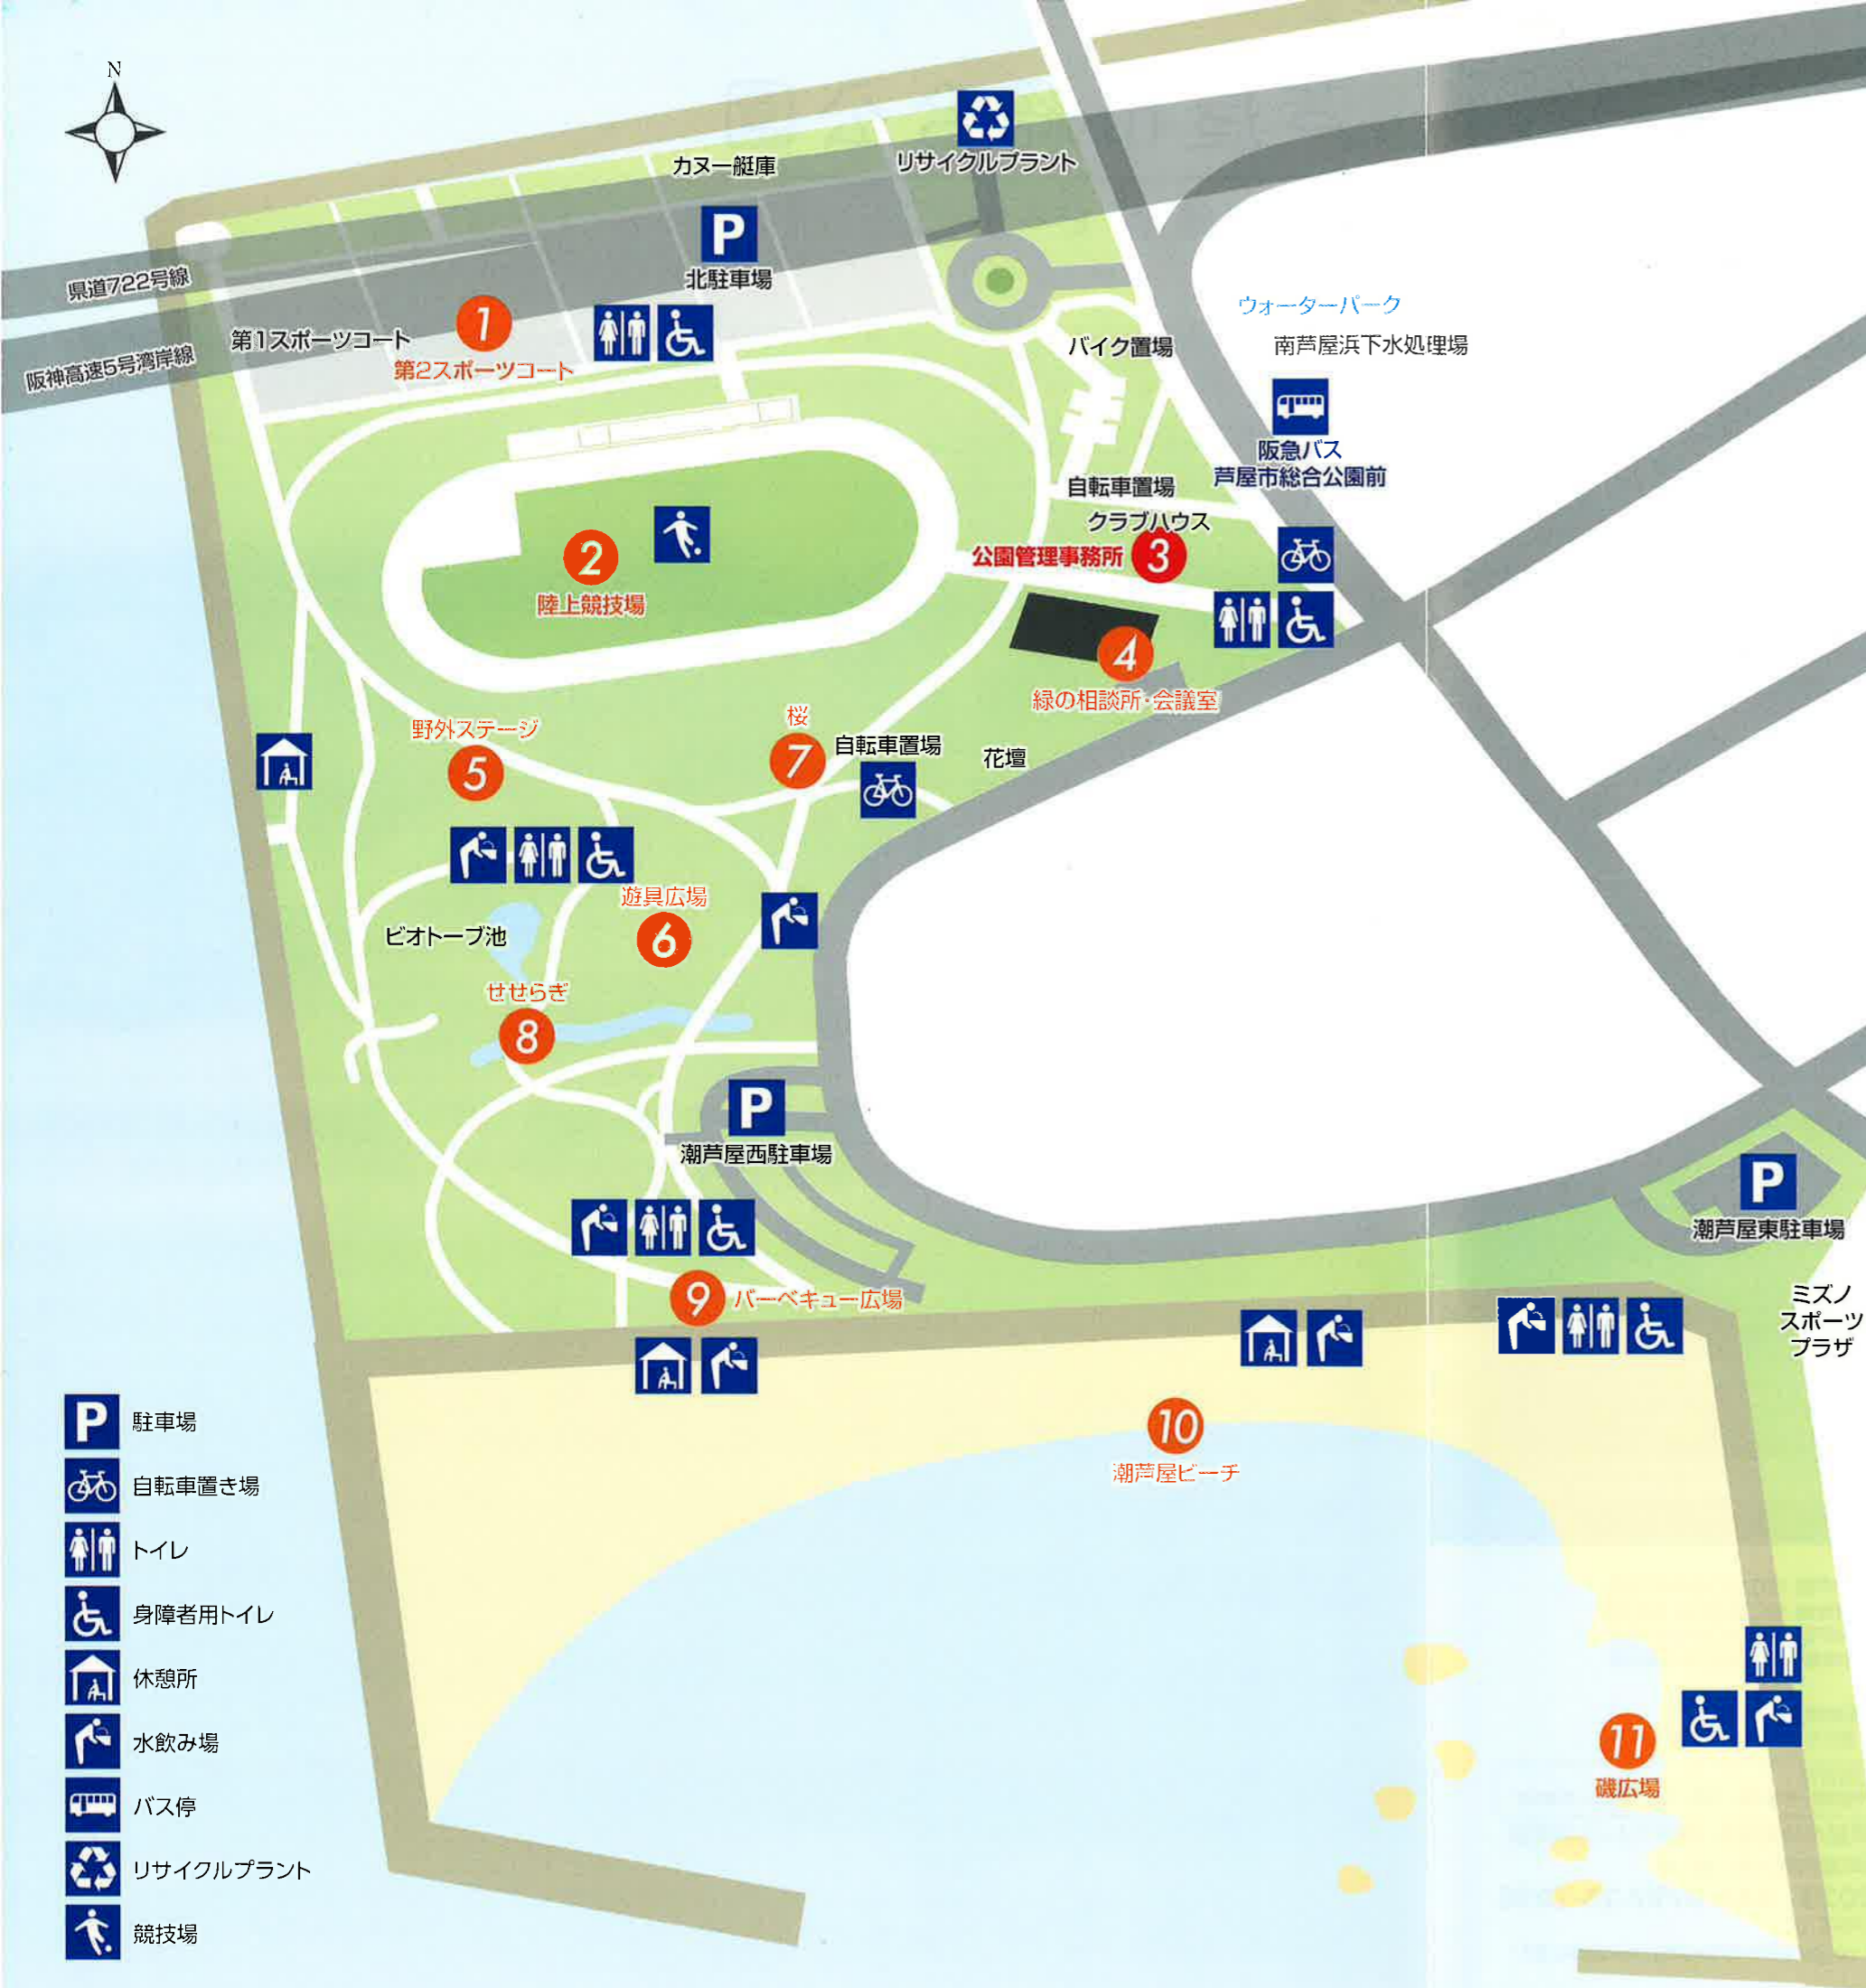 N
カヌー艇庫
リサイクルプラント
P
北駐車場
県道722号線
阪神高速5号湾岸線
第1スポーツコート
1
第2スポーツコート
バイク置場
ウォーターパーク
南芦屋浜下水処理場
阪急バス
芦屋市総合公園前
自転車置場
クラブハウス
公園管理事務所
3
2
陸上競技場
4
緑の相談所・会議室
野外ステージ
5
桜
7
自転車置場
花壇
遊具広場
6
ビオトーブ池
せせらぎ
8
P
潮芦屋西駐車場
P
潮芦屋東駐車場
9
バーベキュー広場
ミズノ
スポーツ
プラザ
10
潮芦屋ビーチ
11
磯広場
P
駐車場
自転車置き場
トイレ
身障者用トイレ
休憩所
水飲み場
バス停
リサイクルプラント
競技場